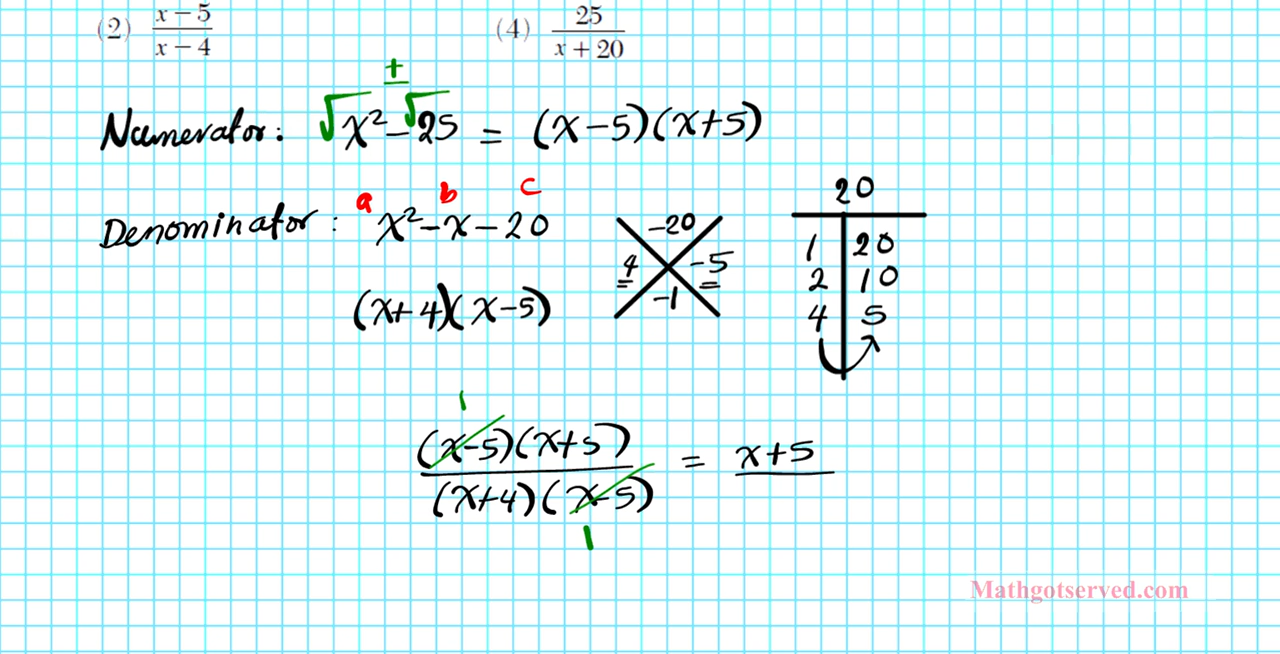 (2) x − 5 / x − 4 (4) 25 / x + 20
±
Numerator: √x² − √25 = (x−5)(x+5)
a b c
Denominator: x² − x − 20
(x+4)(x−5)
−20
4 −5
−1
20
1 20
2 10
4 5
1
(x−5)(x+5) = x+5
(x+4)(x−5)
1
Mathgotserved.com